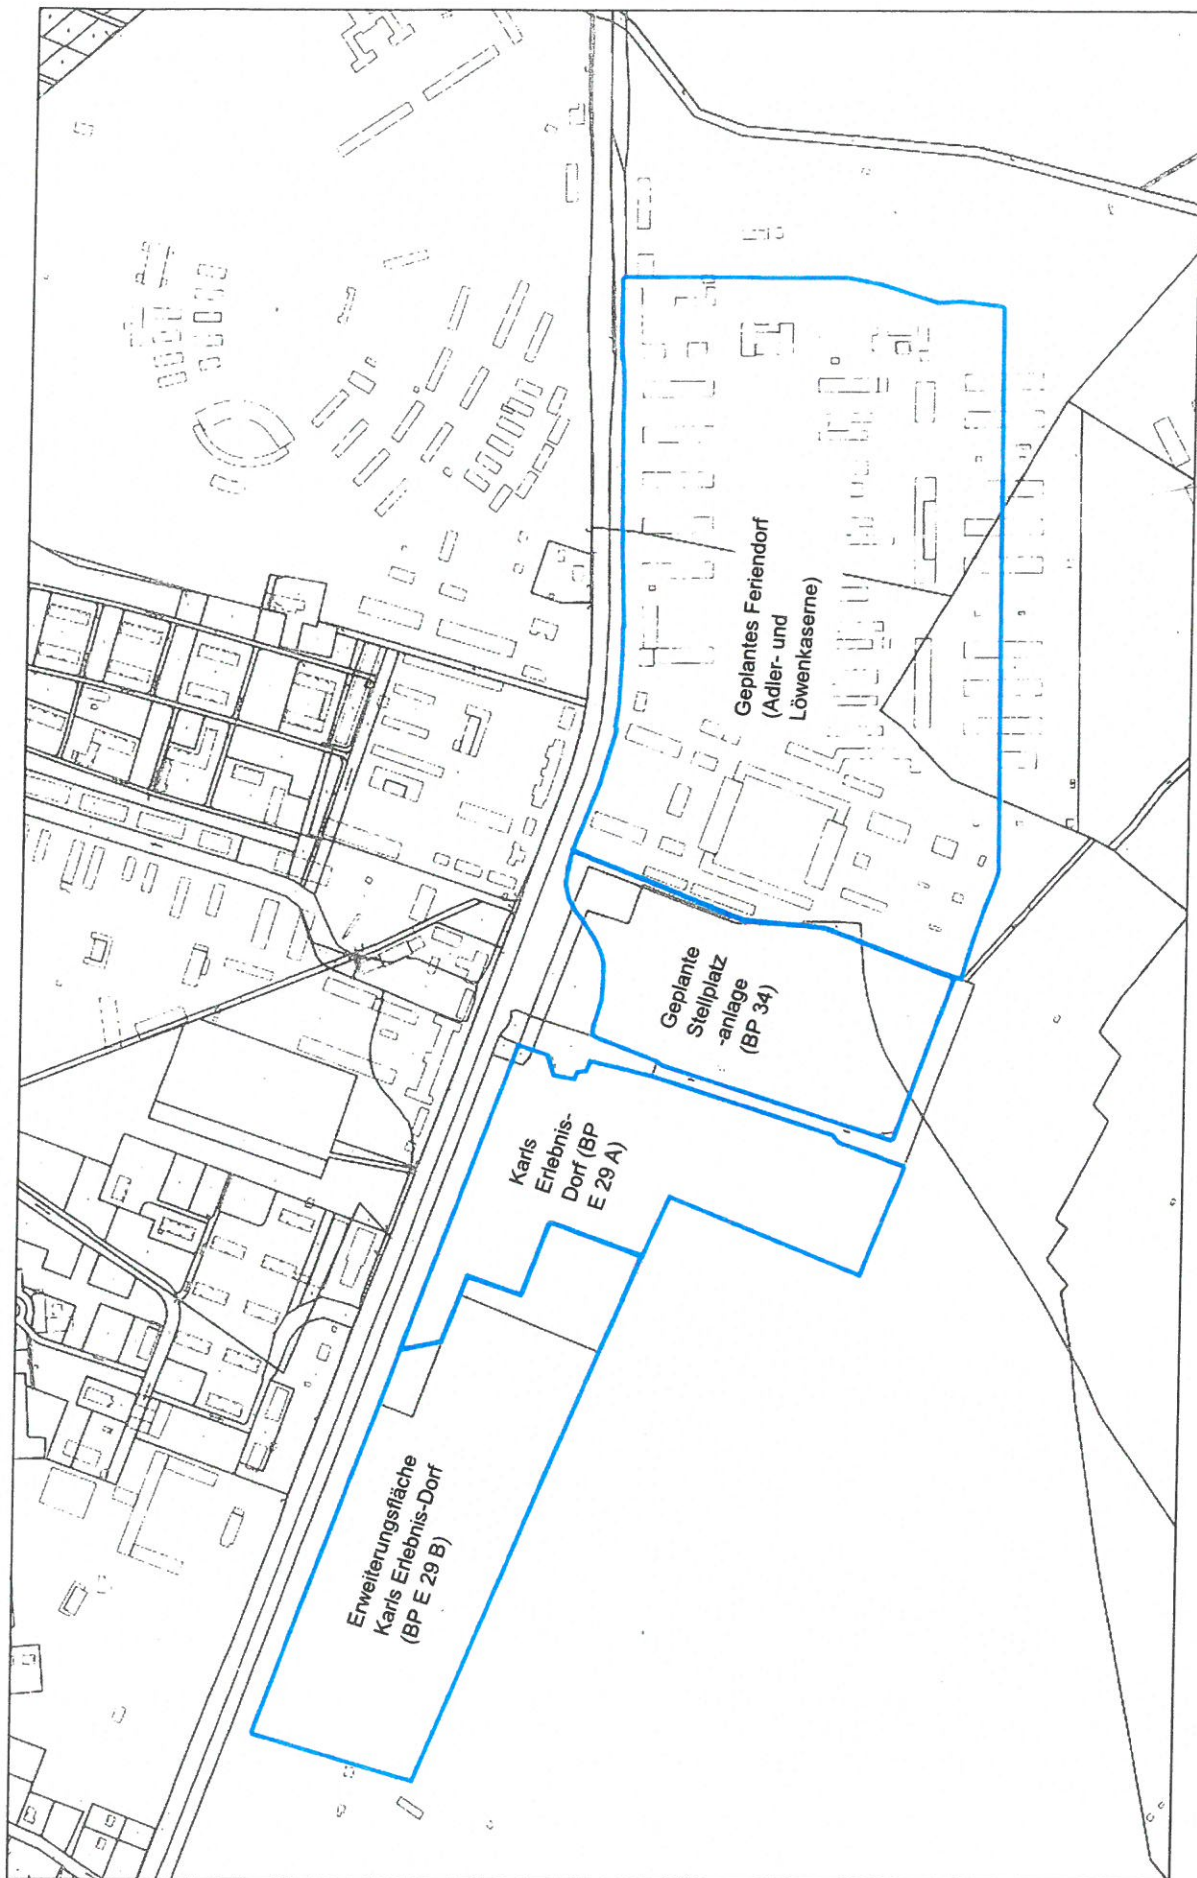 Erweiterungsfläche
Karls Erlebnis-Dorf
(BP E 29 B)
Karls
Erlebnis-
Dorf (BP
E 29 A)
Geplante
Stellplatz
-anlage
(BP 34)
Geplantes Feriendorf
(Adler- und
Löwenkaserne)